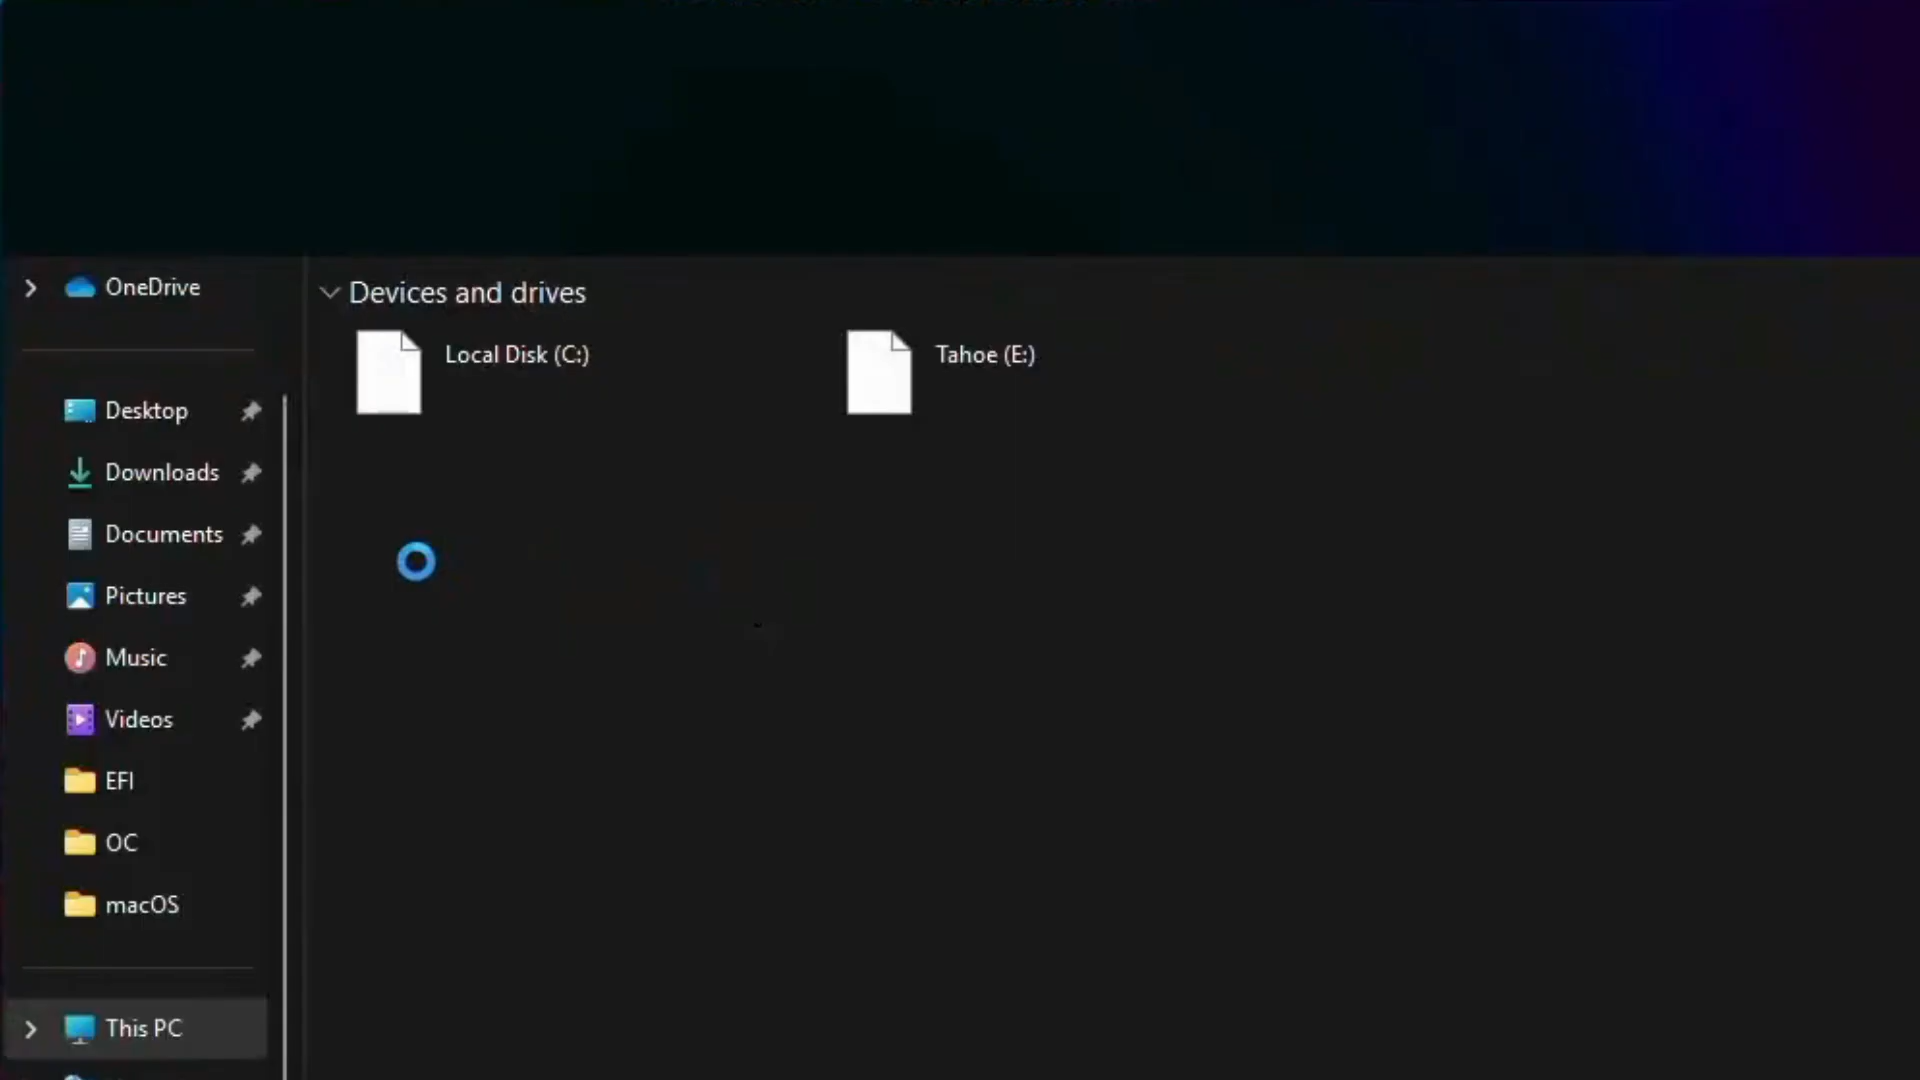 OneDrive
Desktop
Downloads
Documents
Pictures
Music
Videos
EFI
OC
macOS
This PC
Devices and drives
Local Disk (C:)
Tahoe (E:)